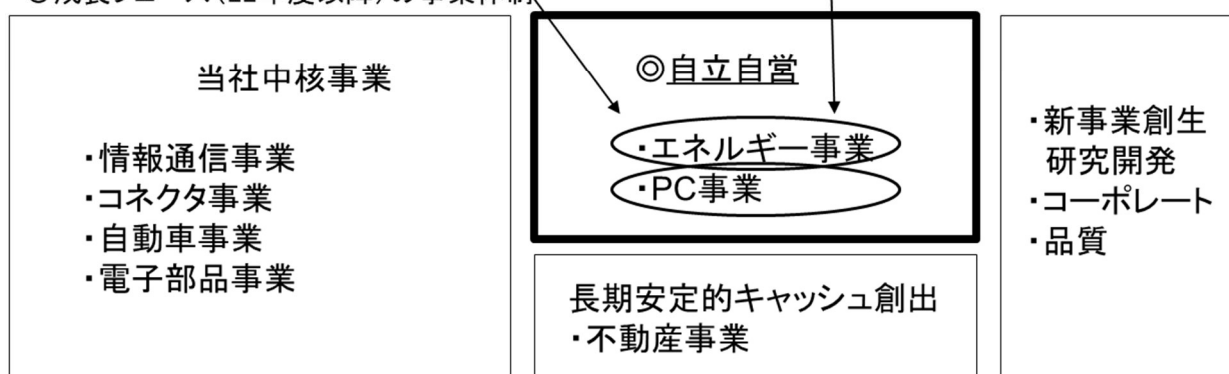 当社中核事業
・情報通信事業
・コネクタ事業
・自動車事業
・電子部品事業
◎自立自営
・エネルギー事業
・PC事業
長期安定的キャッシュ創出
・不動産事業
・新事業創生
研究開発
・コーポレート
・品質